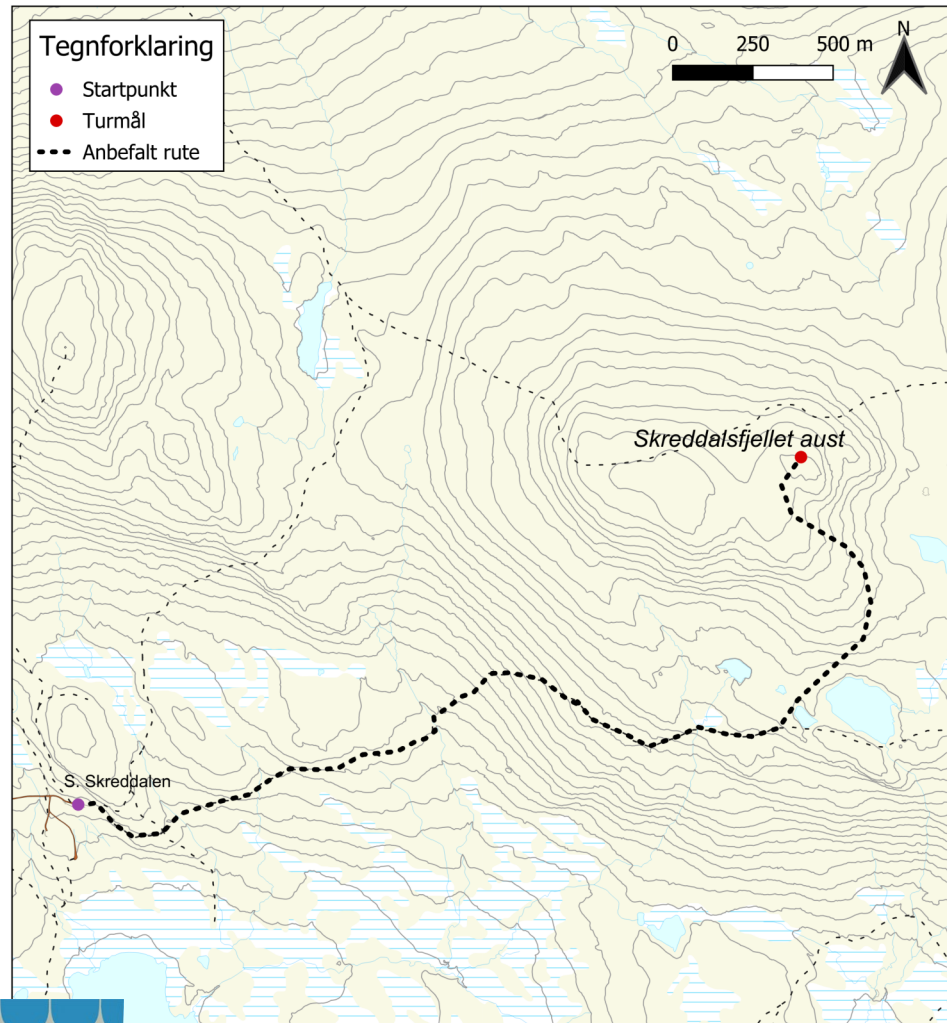 Tegnforklaring
Startpunkt
Turmål
Anbefalt rute
0 250 500 m
N
Skreddalsfjellet aust
S. Skreddalen